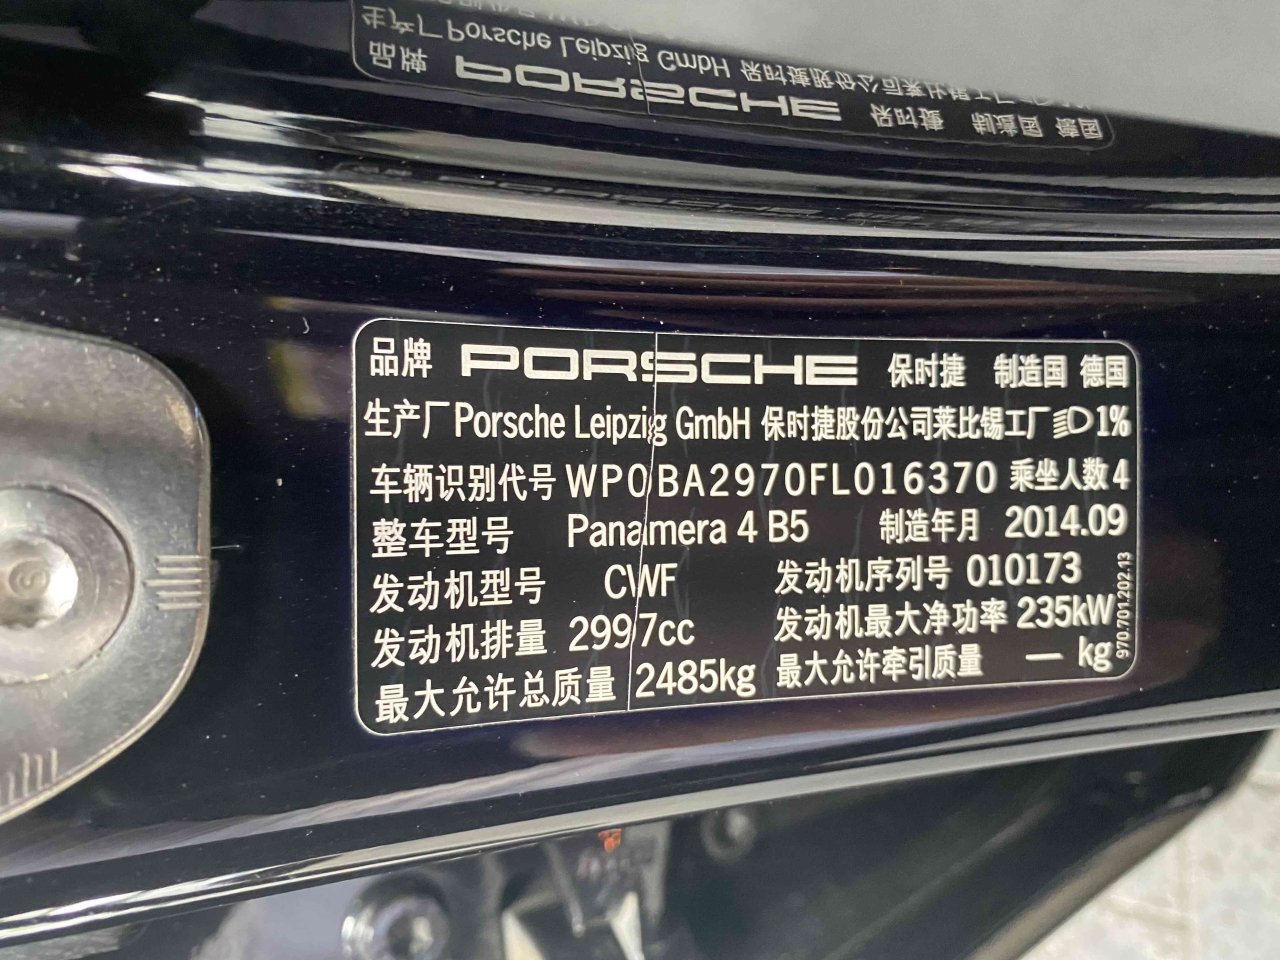 品牌 PORSCHE 保时捷 制造国 德国
生产厂 Porsche Leipzig GmbH 保时捷股份公司莱比锡工厂 1%
车辆识别代号 WP0BA2970FL016370 乘坐人数 4
整车型号 Panamera 4 B5 制造年月 2014.09
发动机型号 CWF 发动机序列号 010173
发动机排量 2997cc 发动机最大净功率 235kW
最大允许总质量 2485kg 最大允许牵引质量 — kg
970.701.202.13